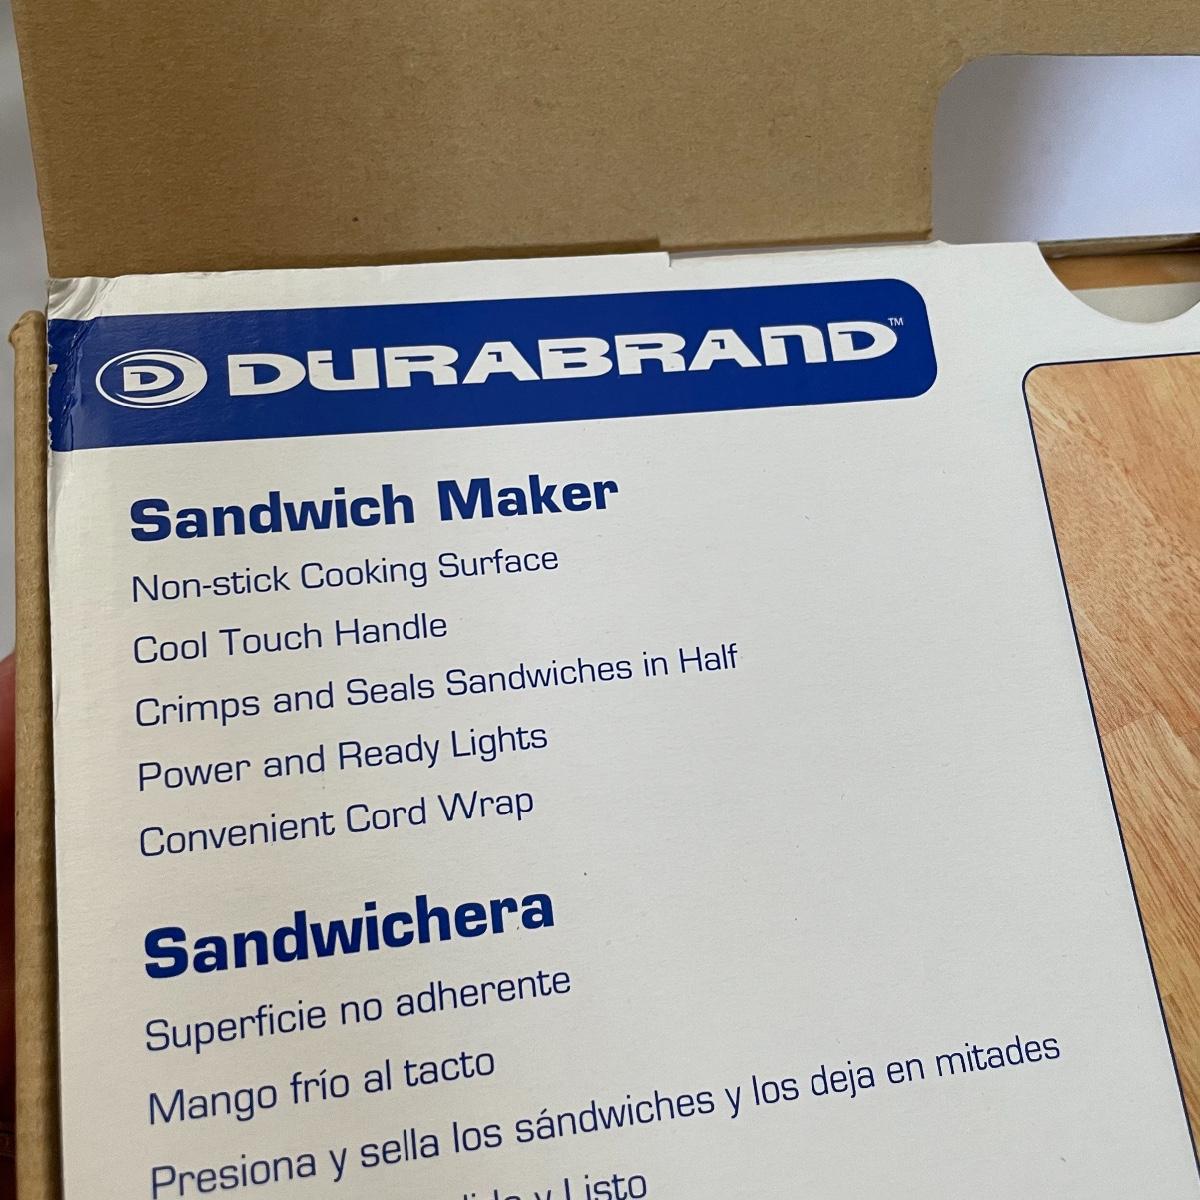 D DURABRAND™
Sandwich Maker
Non-stick Cooking Surface
Cool Touch Handle
Crimps and Seals Sandwiches in Half
Power and Ready Lights
Convenient Cord Wrap
Sandwichera
Superficie no adherente
Mango frío al tacto
Presiona y sella los sándwiches y los deja en mitades
y Listo